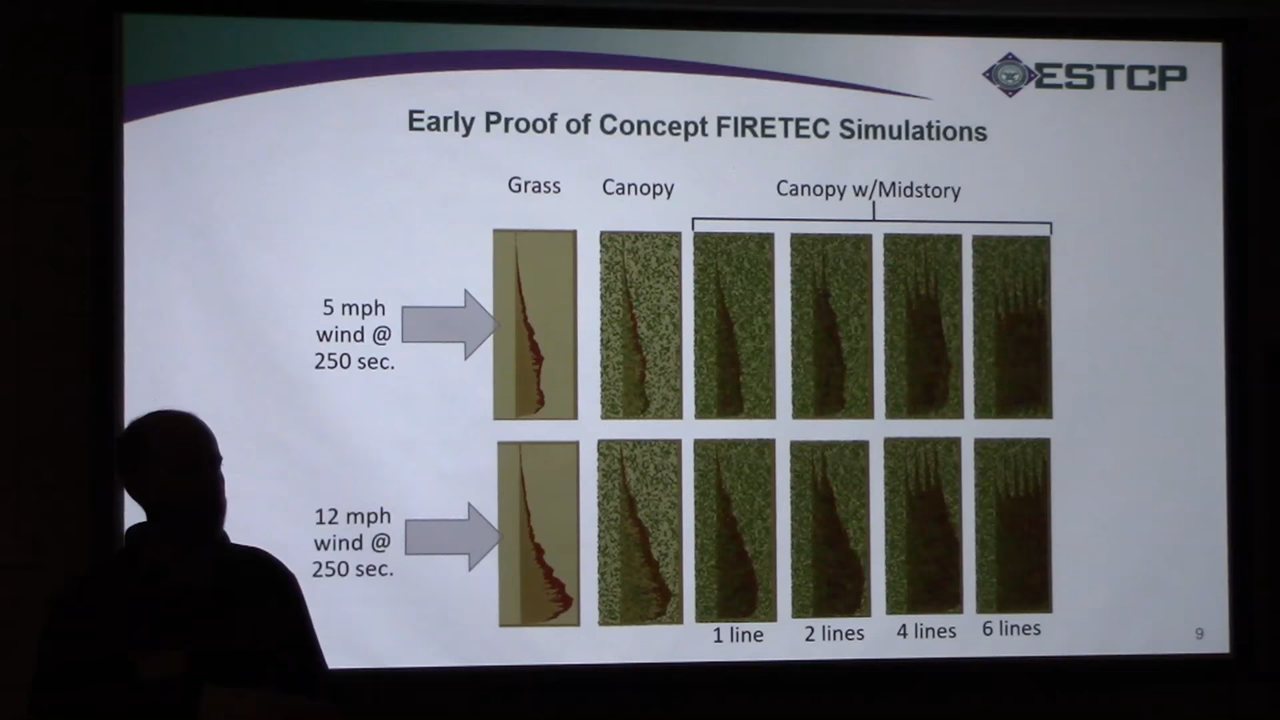 ESTCP
Early Proof of Concept FIRETEC Simulations
Grass
Canopy
Canopy w/Midstory
5 mph
wind @
250 sec.
12 mph
wind @
250 sec.
1 line
2 lines
4 lines
6 lines
9